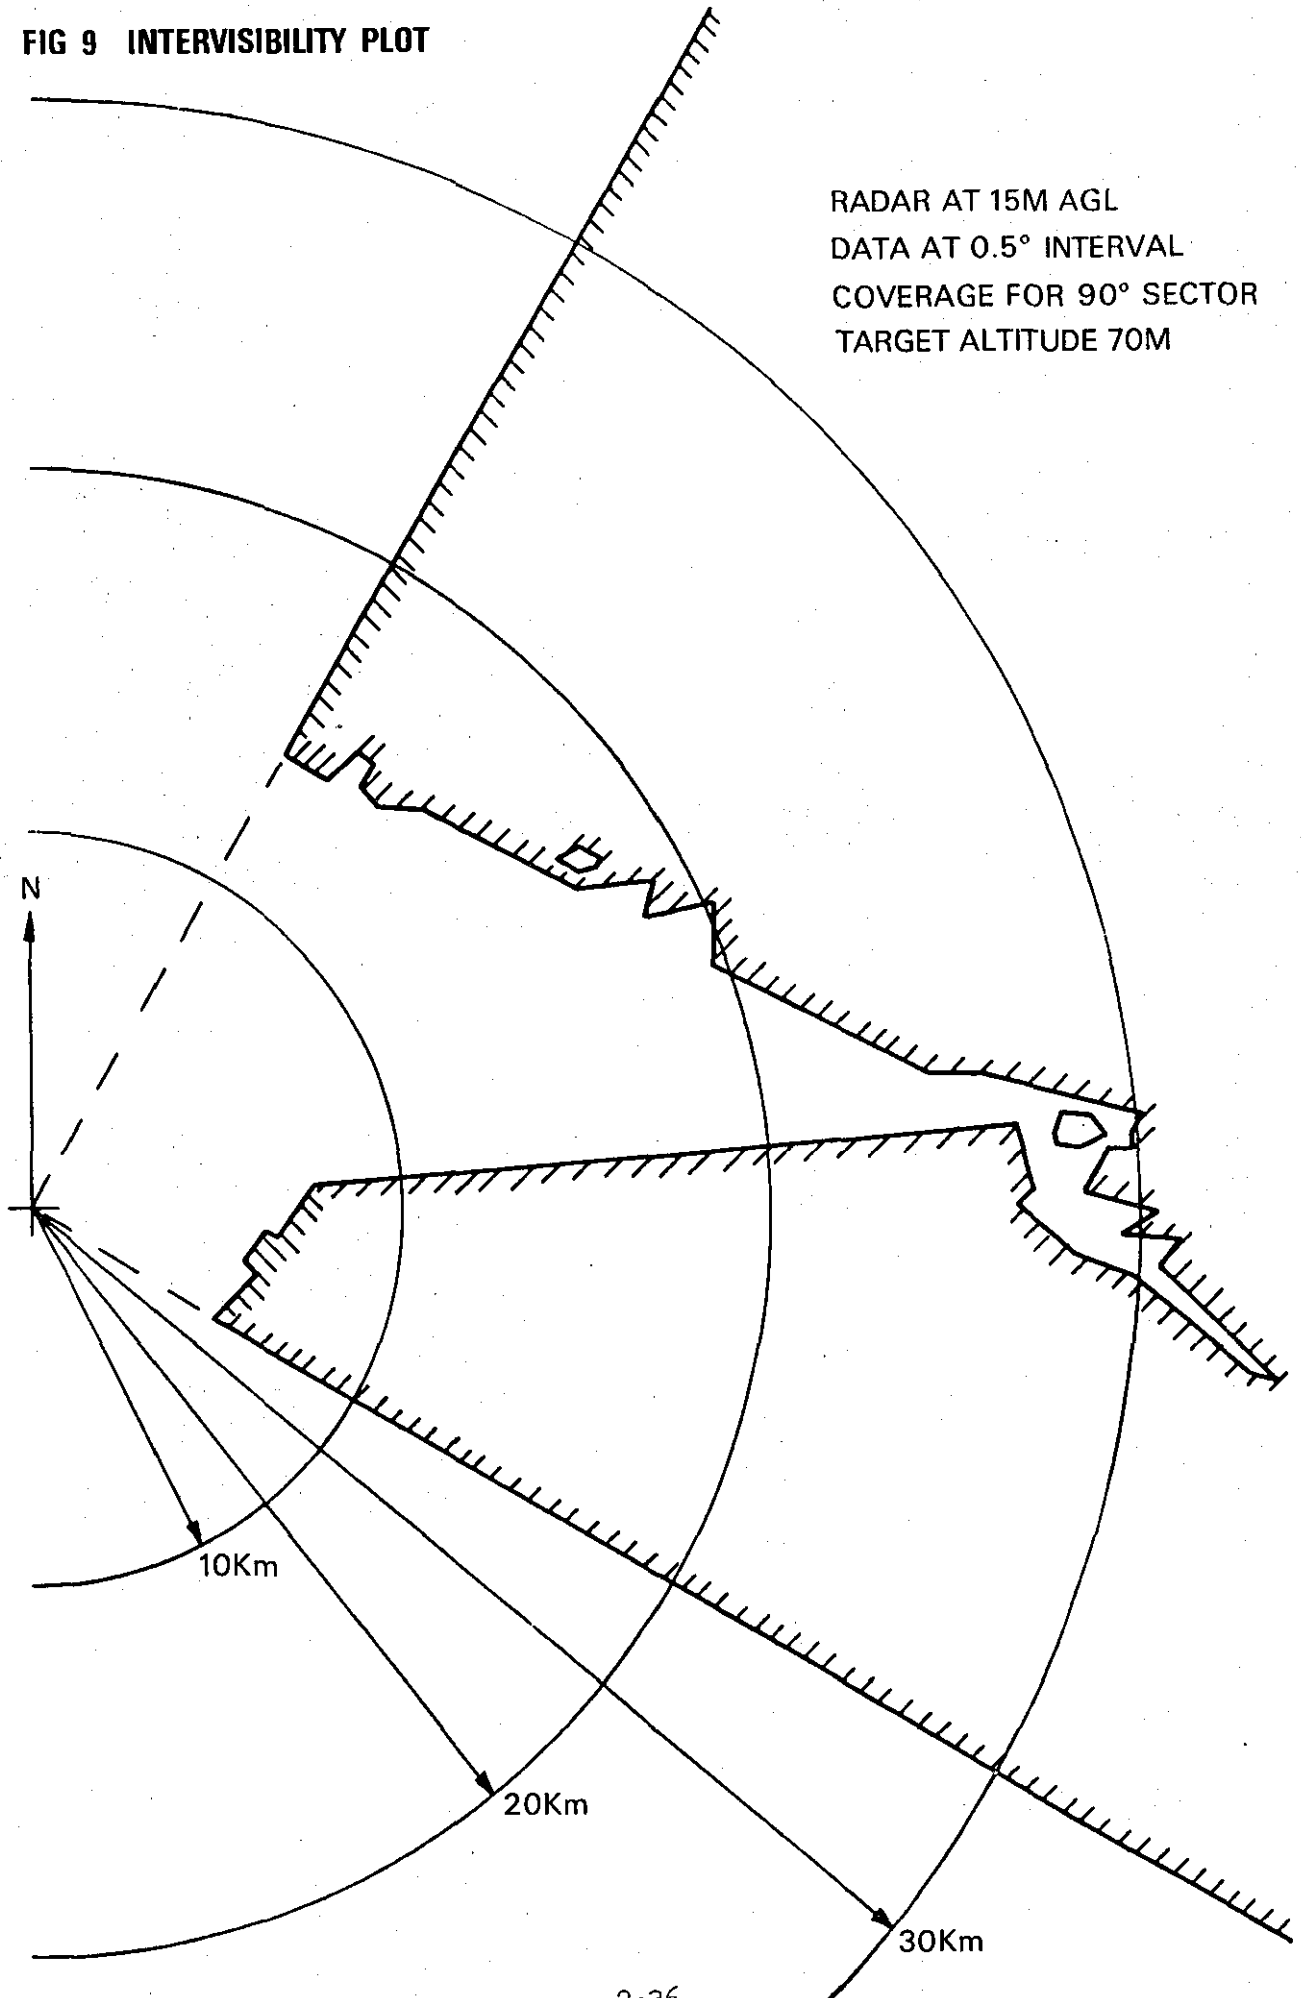 FIG 9 INTERVISIBILITY PLOT
RADAR AT 15M AGL
DATA AT 0.5° INTERVAL
COVERAGE FOR 90° SECTOR
TARGET ALTITUDE 70M
N
10Km
20Km
30Km